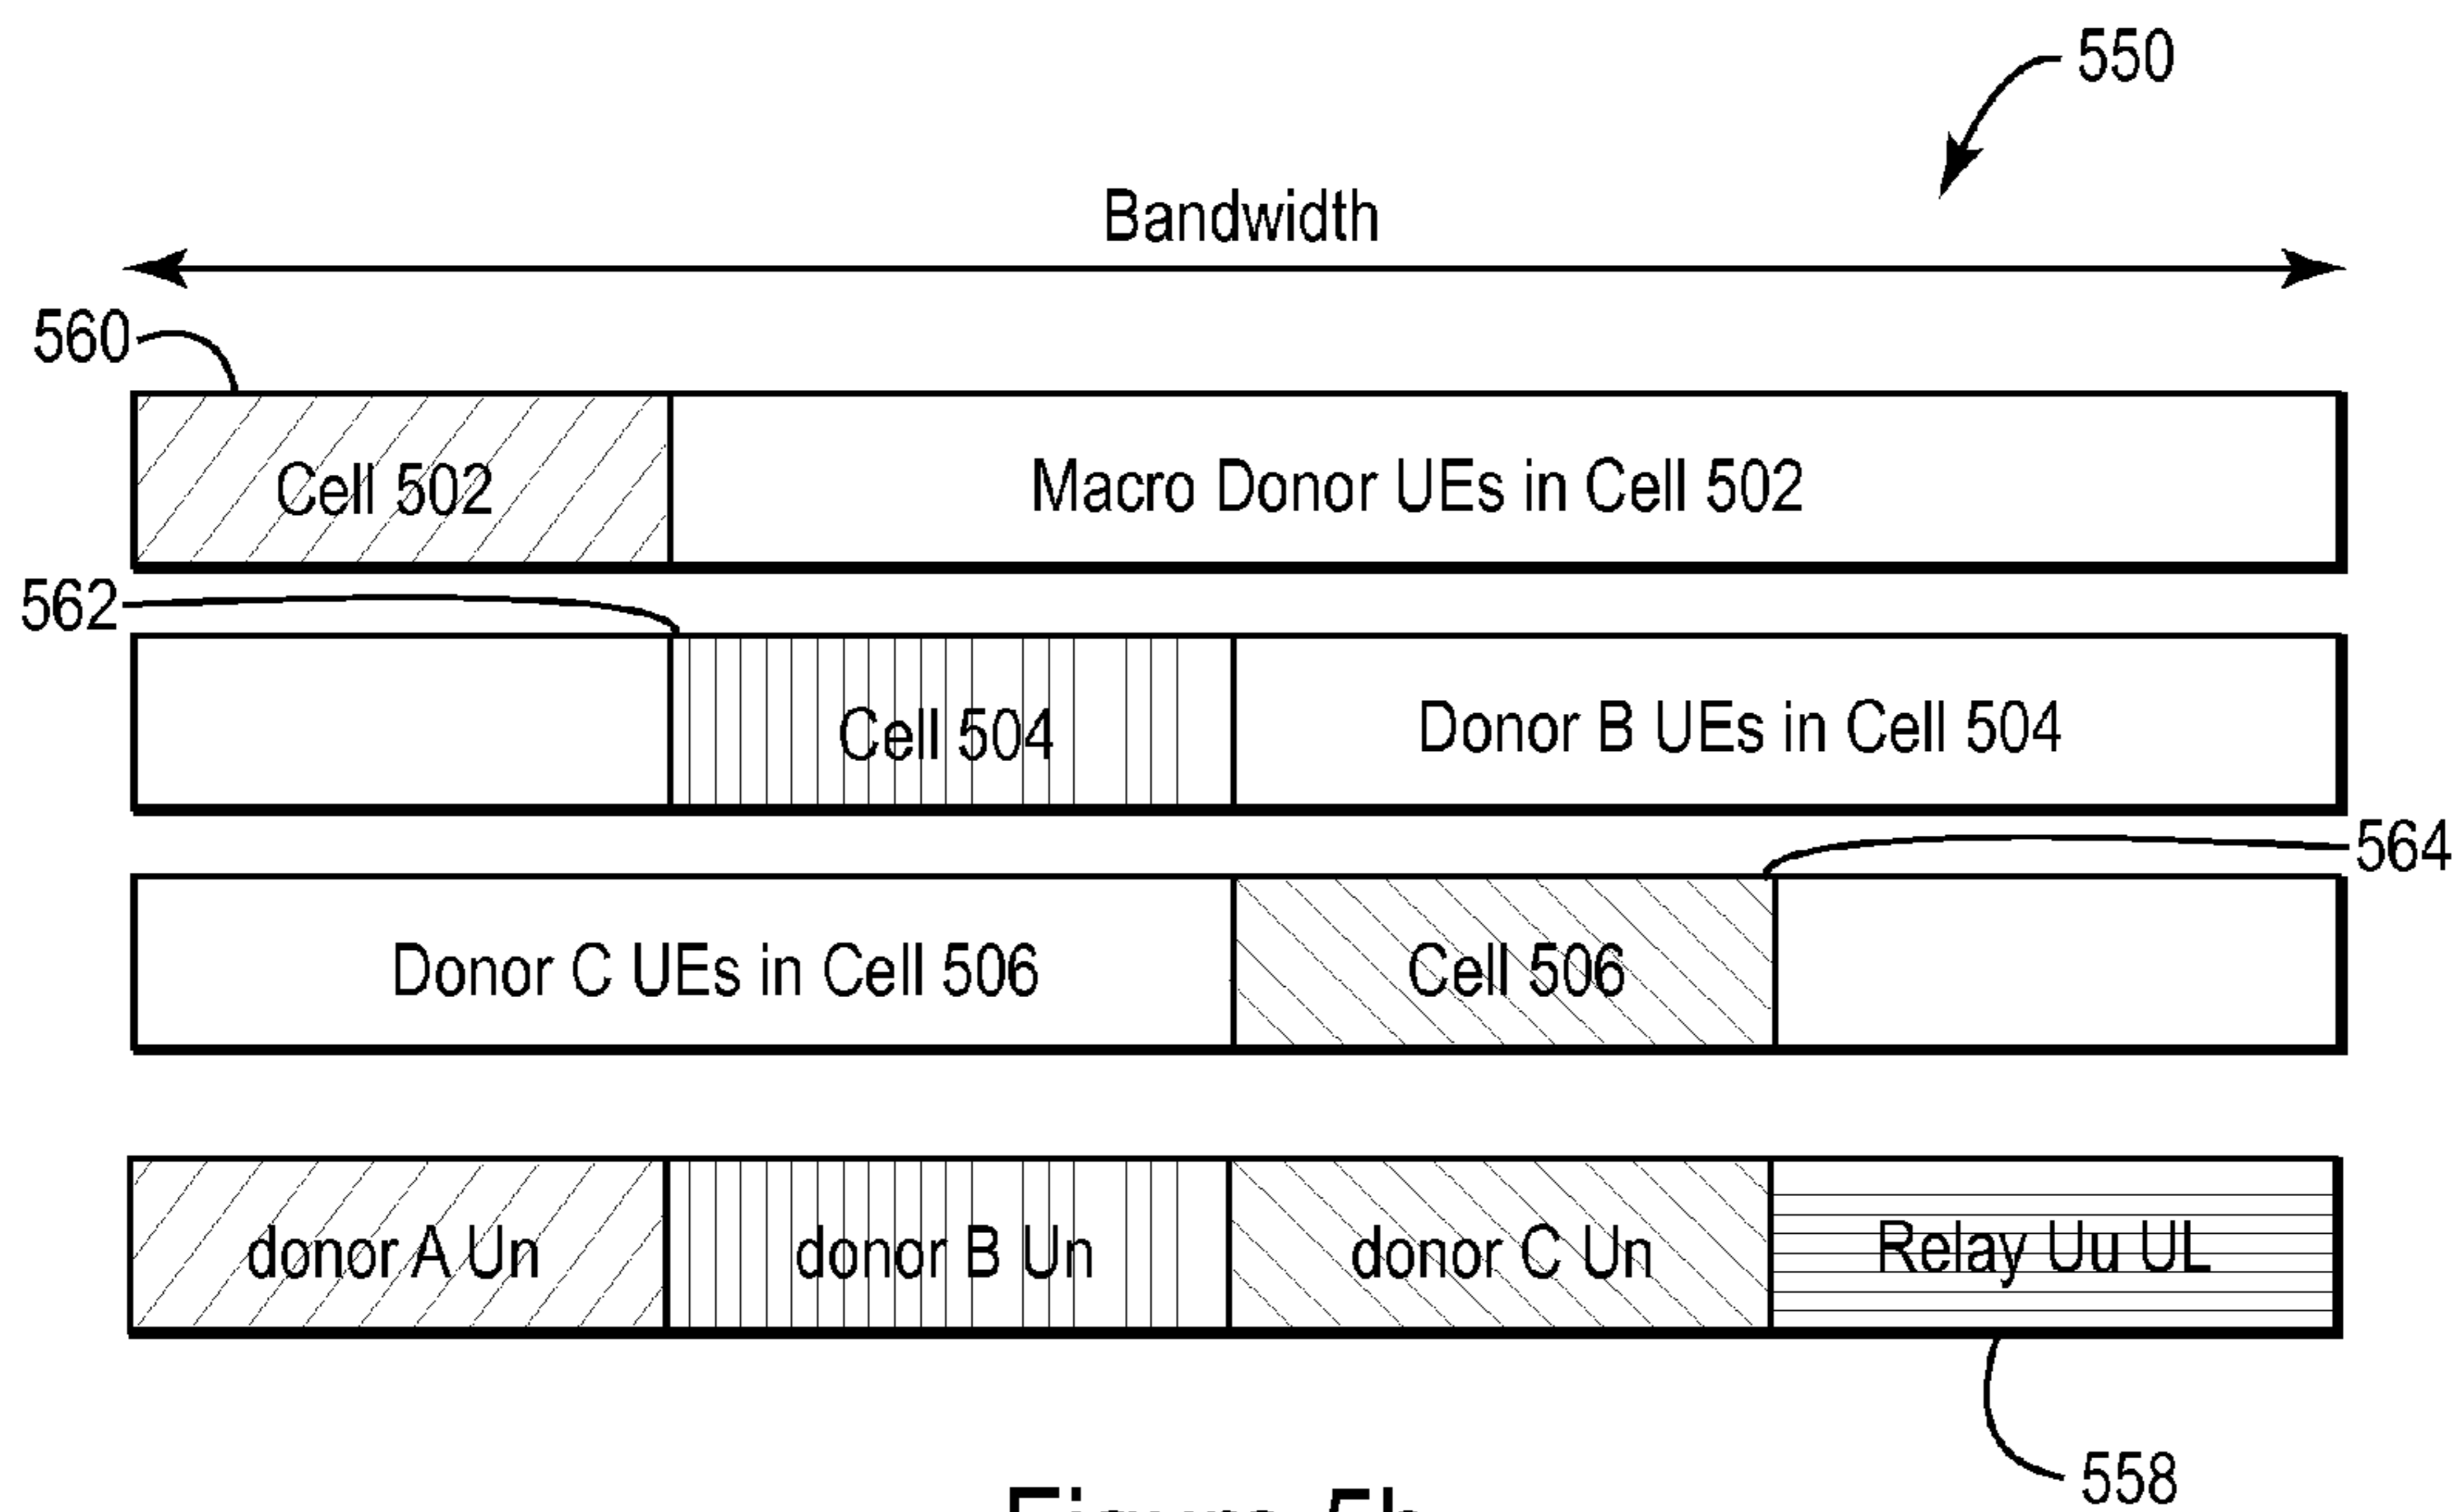 550
Bandwidth
560
Cell 502
Macro Donor UEs in Cell 502
562
Cell 504
Donor B UEs in Cell 504
564
Donor C UEs in Cell 506
Cell 506
donor A Un
donor B Un
donor C Un
Relay Uu UL
558